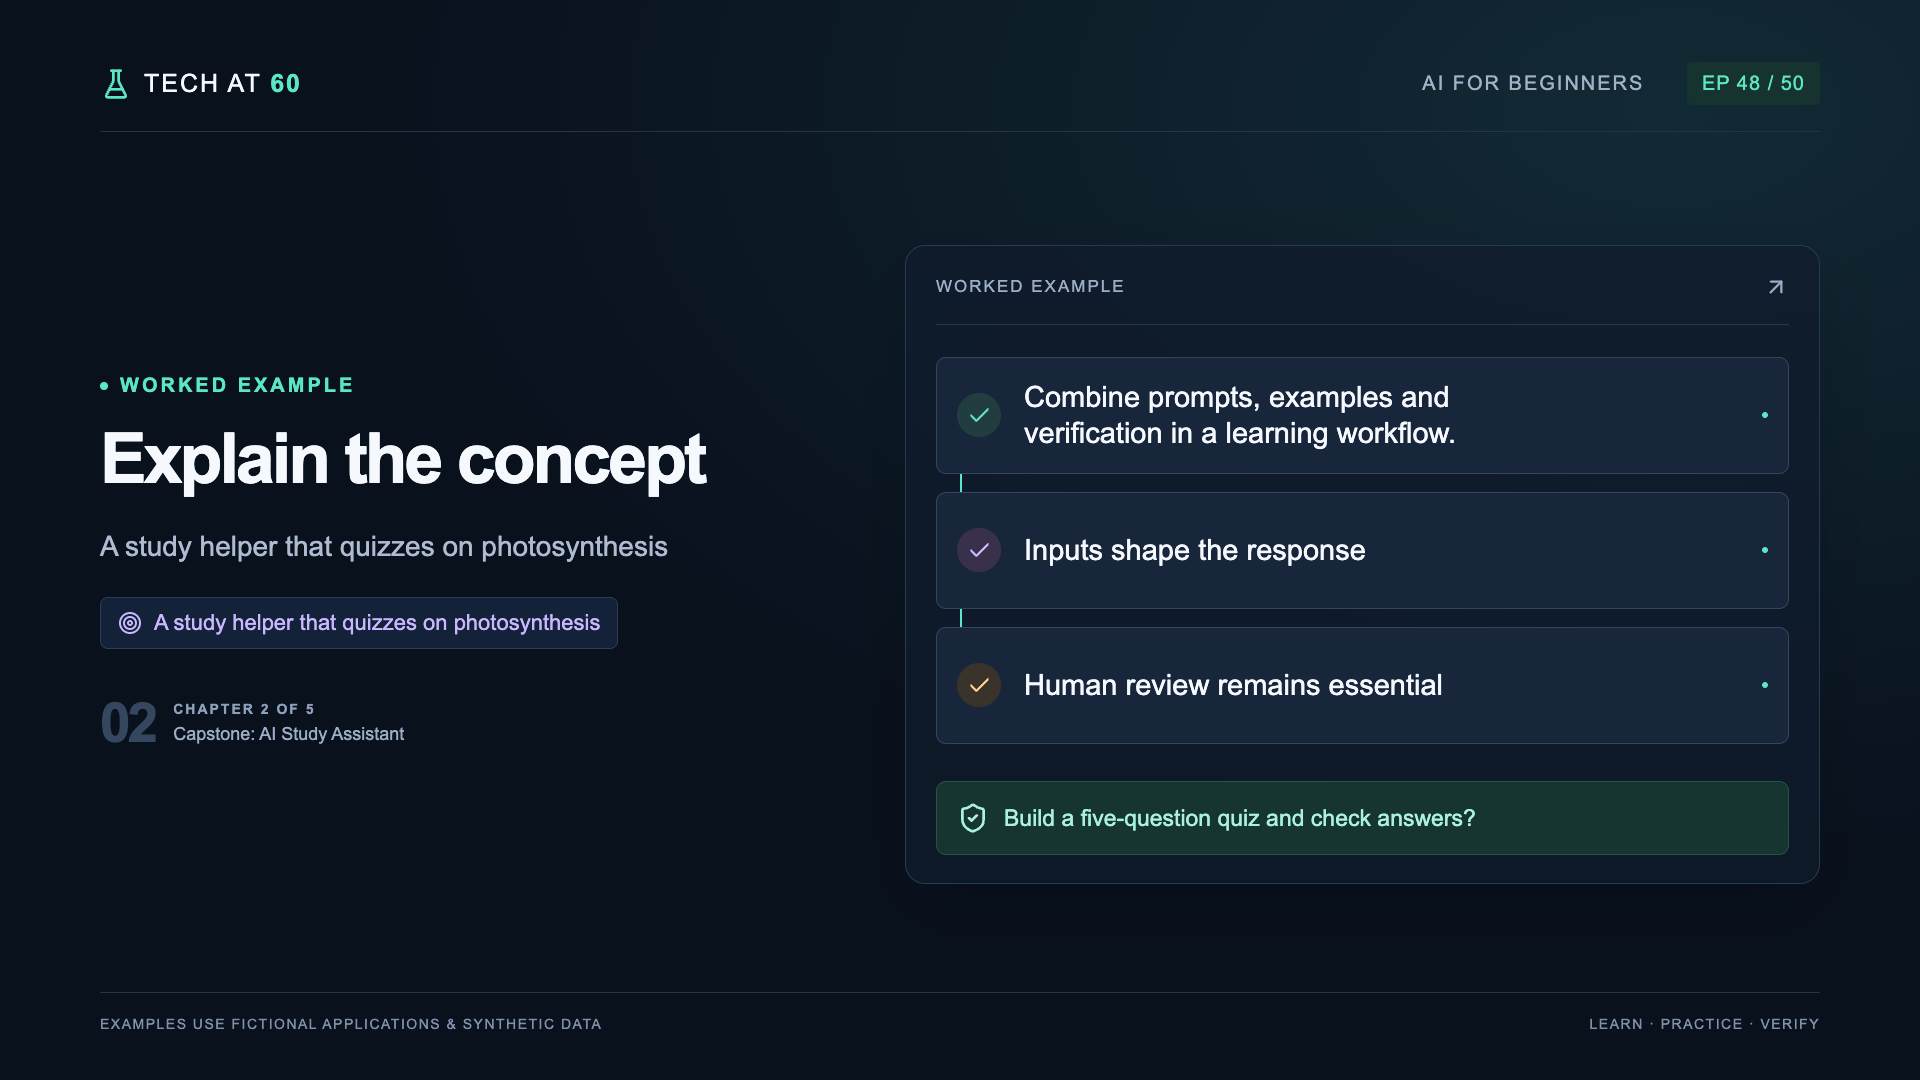 TECH AT 60
AI FOR BEGINNERS
EP 48 / 50
WORKED EXAMPLE
Explain the concept
A study helper that quizzes on photosynthesis
A study helper that quizzes on photosynthesis
02
CHAPTER 2 OF 5
Capstone: AI Study Assistant
WORKED EXAMPLE
Combine prompts, examples and
verification in a learning workflow.
Inputs shape the response
Human review remains essential
Build a five-question quiz and check answers?
EXAMPLES USE FICTIONAL APPLICATIONS & SYNTHETIC DATA
LEARN · PRACTICE · VERIFY